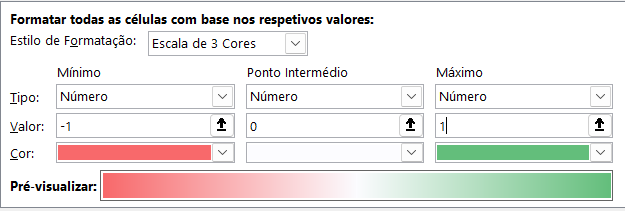 Formatar todas as células com base nos respetivos valores:
Estilo de Formatação: Escala de 3 Cores
Mínimo Ponto Intermédio Máximo
Tipo: Número Número Número
Valor: -1 0 1
Cor:
Pré-visualizar: